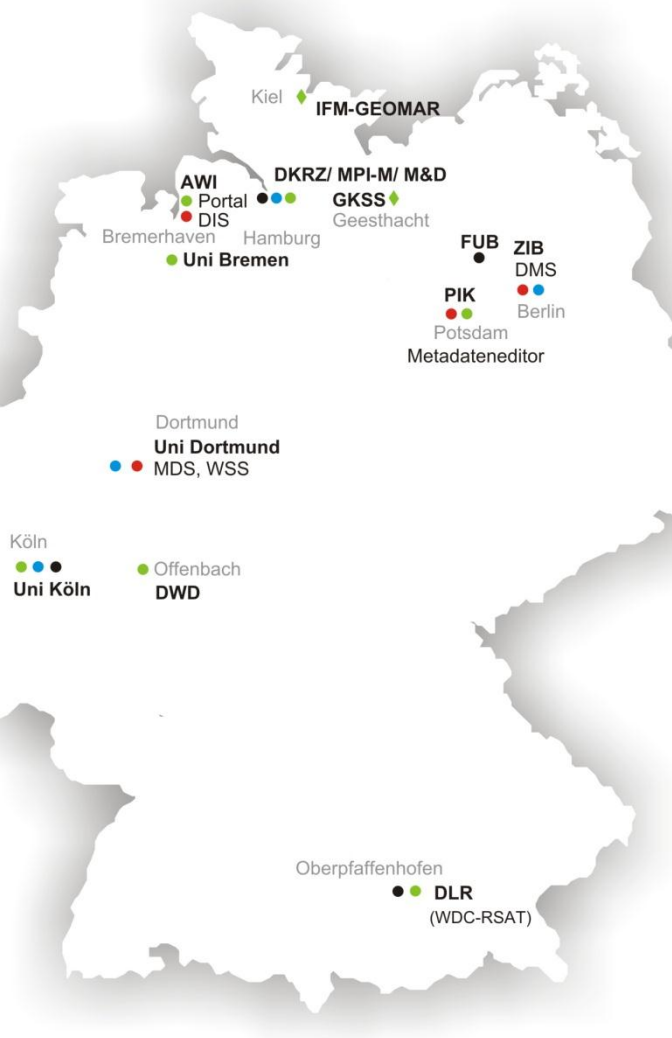 Kiel
IFM-GEOMAR
DKRZ/ MPI-M/ M&D
AWI
Portal
DIS
GKSS
Geesthacht
Bremerhaven
Hamburg
Uni Bremen
FUB
ZIB
DMS
PIK
Berlin
Potsdam
Metadateneditor
Dortmund
Uni Dortmund
MDS, WSS
Köln
Uni Köln
Offenbach
DWD
Oberpfaffenhofen
DLR
(WDC-RSAT)